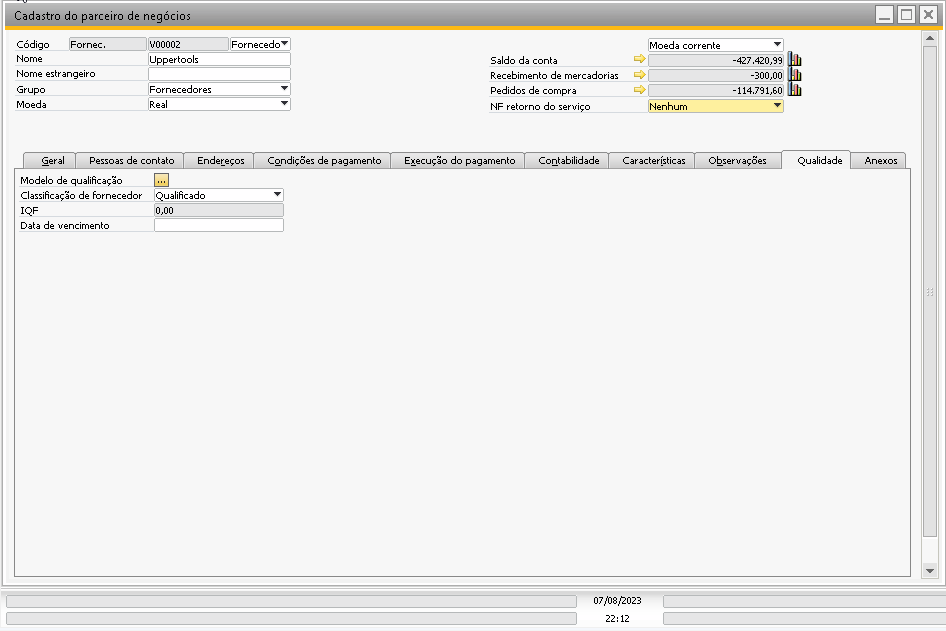 Cadastro do parceiro de negócios
Código Fornec. V00002 Fornecedo
Nome Uppertools
Nome estrangeiro
Grupo Fornecedores
Moeda Real
Moeda corrente
Saldo da conta -427.420,99
Recebimento de mercadorias -300,00
Pedidos de compra -114.791,60
NF retorno do serviço Nenhum
Geral Pessoas de contato Endereços Condições de pagamento Execução do pagamento Contabilidade Características Observações Qualidade Anexos
Modelo de qualificação ...
Classificação de fornecedor Qualificado
IQF 0,00
Data de vencimento
07/08/2023
22:12